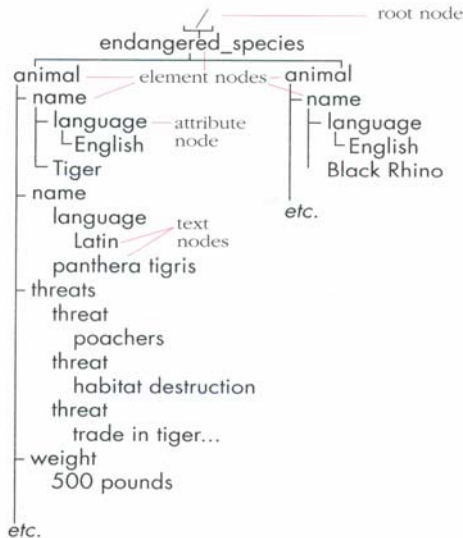 /
root node
endangered_species
animal
element nodes
animal
name
language
attribute
node
English
Tiger
name
language
Latin
text
nodes
panthera tigris
threats
threat
poachers
threat
habitat destruction
threat
trade in tiger...
weight
500 pounds
etc.
name
language
English
Black Rhino
etc.